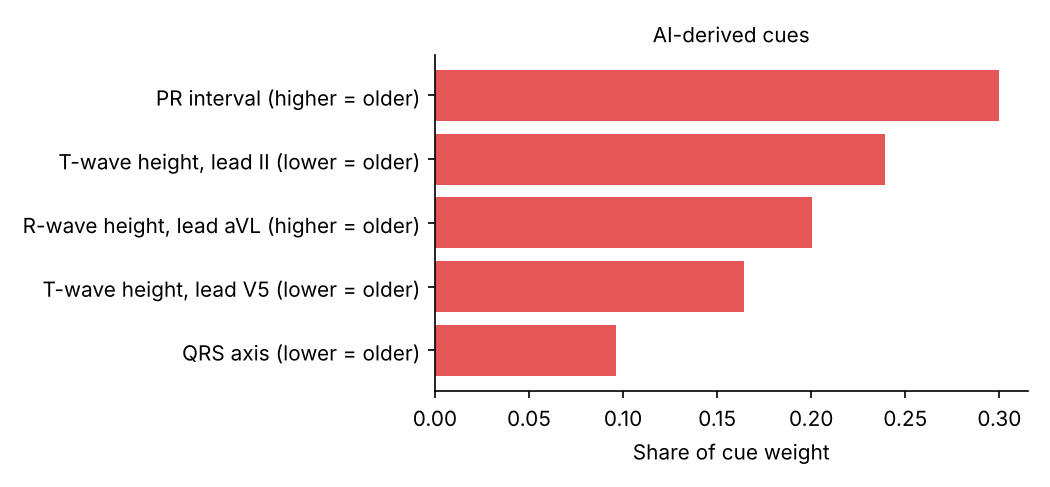 AI-derived cues
PR interval (higher = older)
T-wave height, lead II (lower = older)
R-wave height, lead aVL (higher = older)
T-wave height, lead V5 (lower = older)
QRS axis (lower = older)
0.00 0.05 0.10 0.15 0.20 0.25 0.30
Share of cue weight